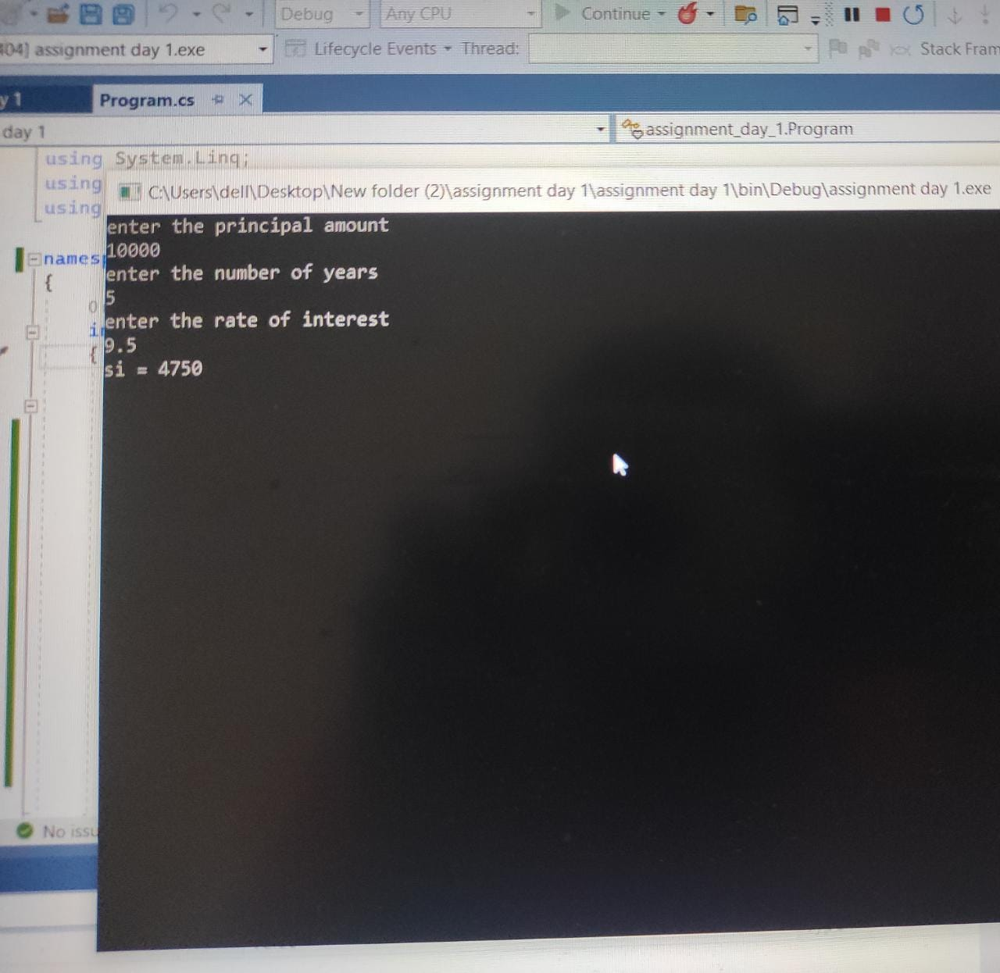 Debug Any CPU Continue
404] assignment day 1.exe Lifecycle Events Thread: Stack Fram
y 1 Program.cs
day 1 assignment_day_1.Program
using System.Linq;
using
using
C:\Users\dell\Desktop\New folder (2)\assignment day 1\assignment day 1\bin\Debug\assignment day 1.exe
enter the principal amount
10000
names
enter the number of years
{
5
0
enter the rate of interest
i
9.5
{
si = 4750
No issu